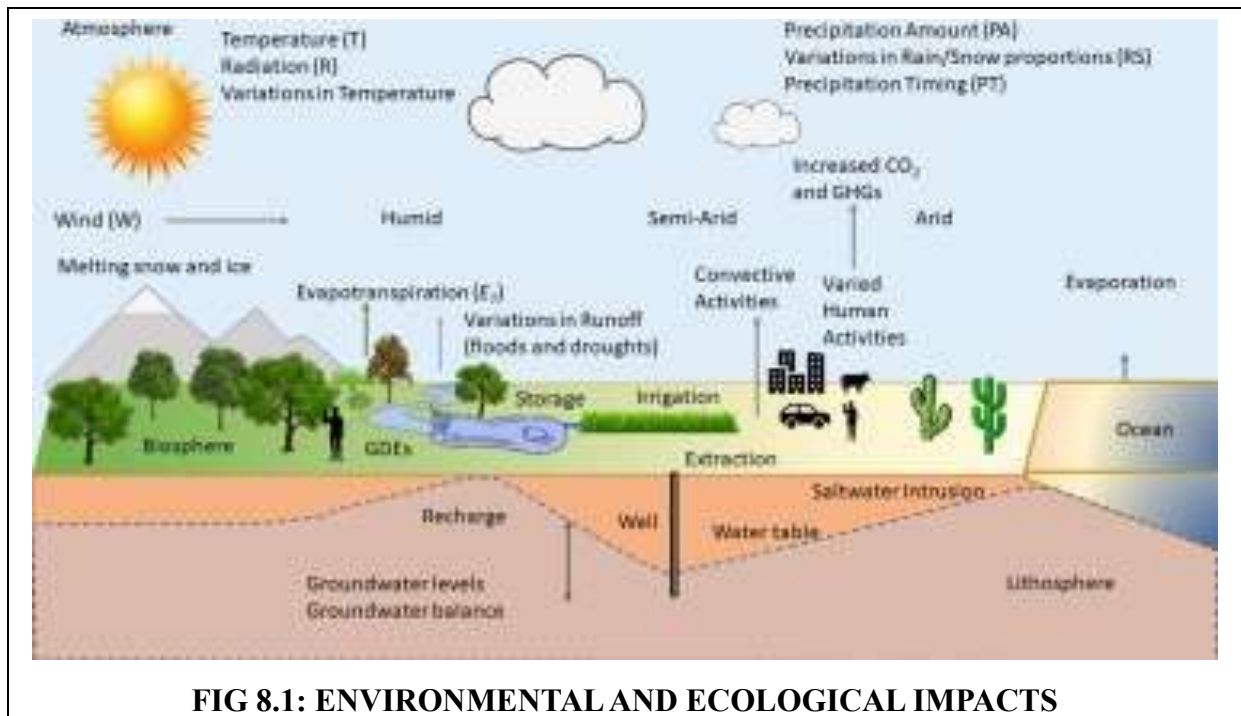 Atmosphere
Temperature (T)
Radiation (R)
Variations in Temperature
Precipitation Amount (PA)
Variations in Rain/Snow proportions (RS)
Precipitation Timing (PT)
Increased CO₂
and GHGs
Wind (W)
Humid
Semi-Arid
Arid
Melting snow and ice
Evapotranspiration (E
Variations in Runoff
(floods and droughts)
Convective
Activities
Varied
Human
Activities
Evaporation
Storage
Irrigation
Biosphere
GDEs
Ocean
Extraction
Saltwater Intrusion
Recharge
Well
Water table
Groundwater levels
Groundwater balance
Lithosphere
FIG 8.1: ENVIRONMENTAL AND ECOLOGICAL IMPACTS